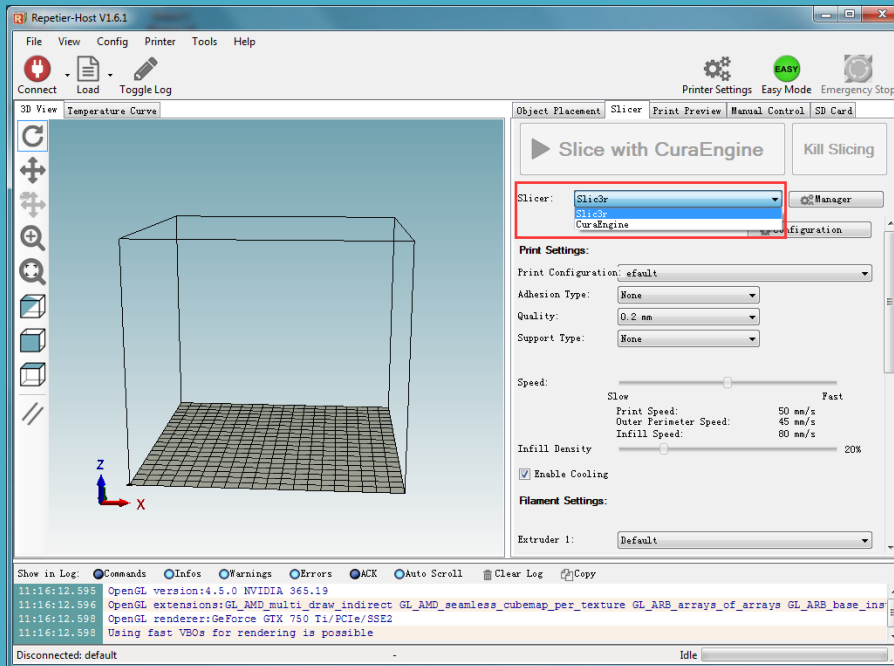 Repetier-Host V1.6.1
File View Config Printer Tools Help
Connect Load Toggle Log Printer Settings Easy Mode Emergency Stop
EASY
3D View Temperature Curve Object Placement Slicer Print Preview Manual Control SD Card
Slice with CuraEngine Kill Slicing
Slicer: Slic3r Manager
Slic3r
CuraEngine
Configuration
Print Settings:
Print Configuration: efault
Adhesion Type: None
Quality: 0.2 mm
Support Type: None
Speed:
Slow Fast
Print Speed: 50 mm/s
Outer Perimeter Speed: 45 mm/s
Infill Speed: 80 mm/s
Infill Density 20%
Enable Cooling
Filament Settings:
Extruder 1: Default
Z
X
Show in Log: Commands Infos Warnings Errors ACK Auto Scroll Clear Log Copy
11:16:12.595 OpenGL version:4.5.0 NVIDIA 365.19
11:16:12.596 OpenGL extensions:GL_AMD_multi_draw_indirect GL_AMD_seamless_cubemap_per_texture GL_ARB_arrays_of_arrays GL_ARB_base_ins
11:16:12.598 OpenGL renderer:GeForce GTX 750 Ti/PCIe/SSE2
11:16:12.598 Using fast VBOs for rendering is possible
Disconnected: default - Idle